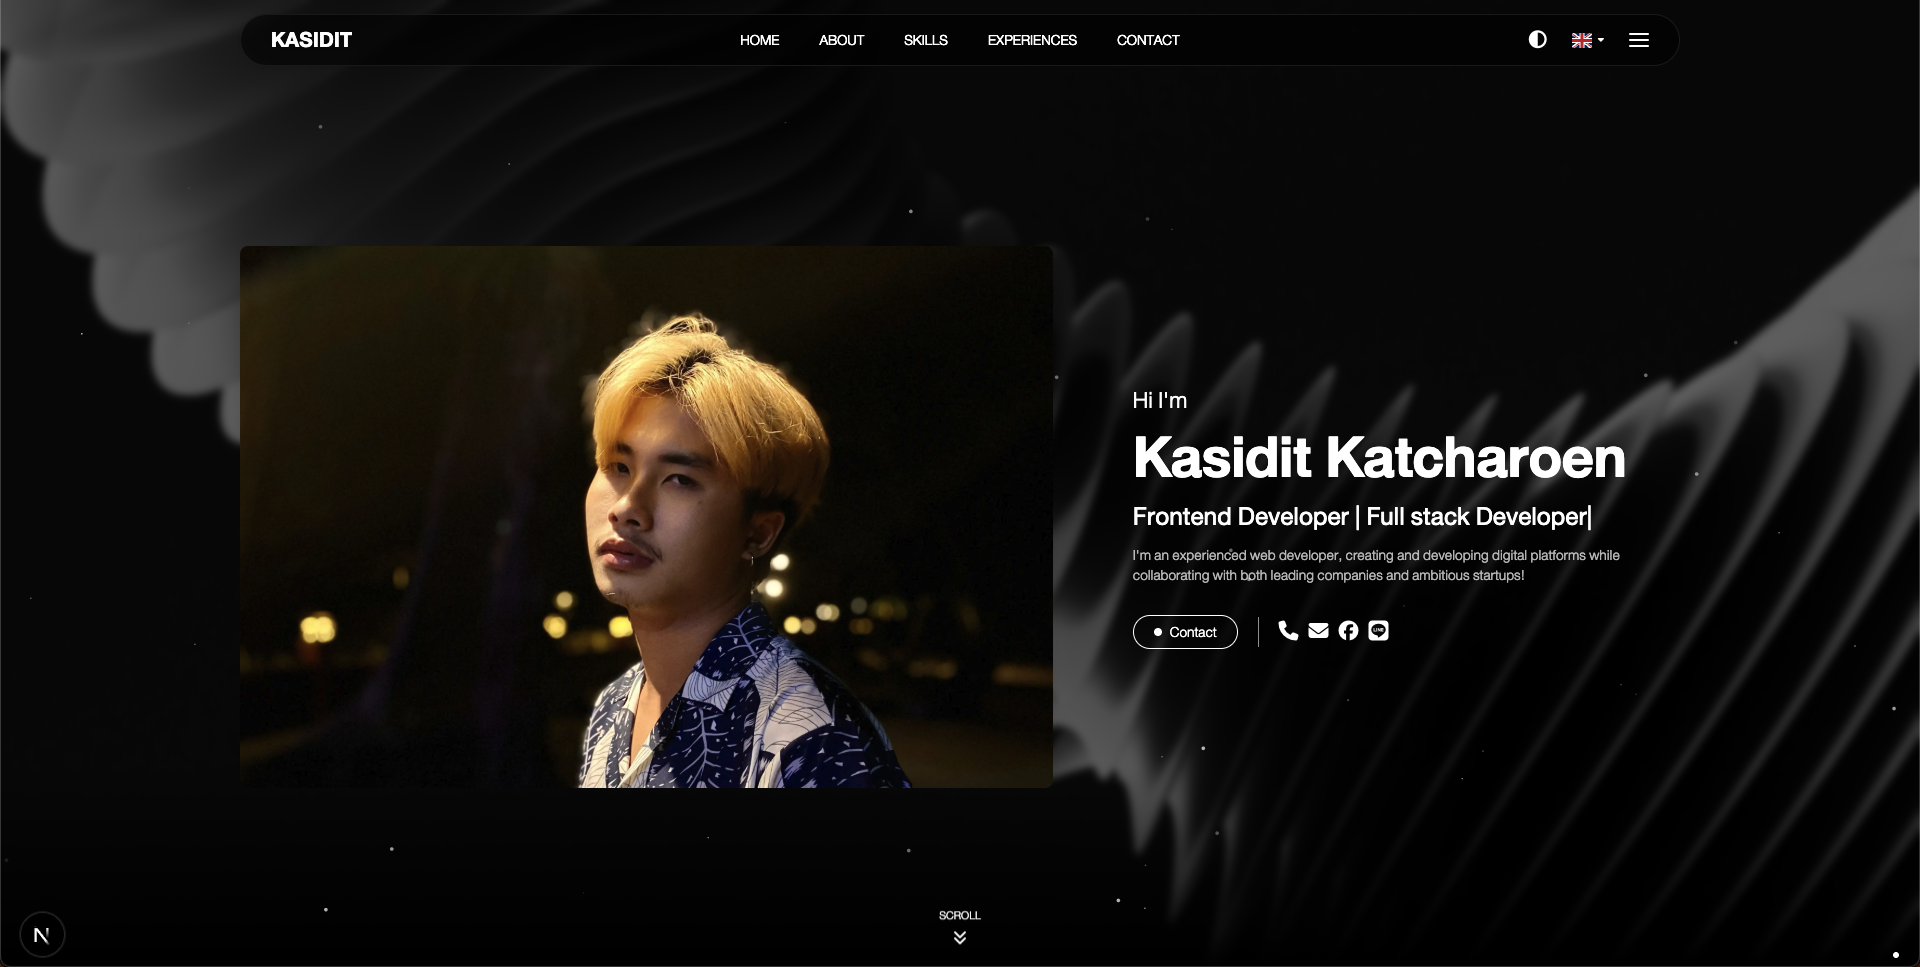 KASIDIT
HOME ABOUT SKILLS EXPERIENCES CONTACT
Hi I'm
Kasidit Katcharoen
Frontend Developer | Full stack Developer|
I'm an experienced web developer, creating and developing digital platforms while
collaborating with both leading companies and ambitious startups!
Contact
LINE
SCROLL
N